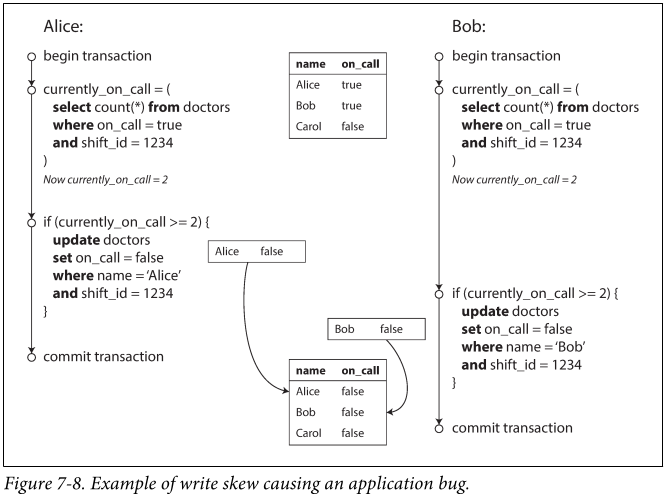 Alice:
begin transaction
currently_on_call = (
select count(*) from doctors
where on_call = true
and shift_id = 1234
)
Now currently_on_call = 2
if (currently_on_call >= 2) {
update doctors
set on_call = false
where name = ‘Alice’
and shift_id = 1234
}
commit transaction
name on_call
Alice true
Bob true
Carol false
Alice false
Bob false
name on_call
Alice false
Bob false
Carol false
Bob:
begin transaction
currently_on_call = (
select count(*) from doctors
where on_call = true
and shift_id = 1234
)
Now currently_on_call = 2
if (currently_on_call >= 2) {
update doctors
set on_call = false
where name = ‘Bob’
and shift_id = 1234
}
commit transaction
Figure 7-8. Example of write skew causing an application bug.